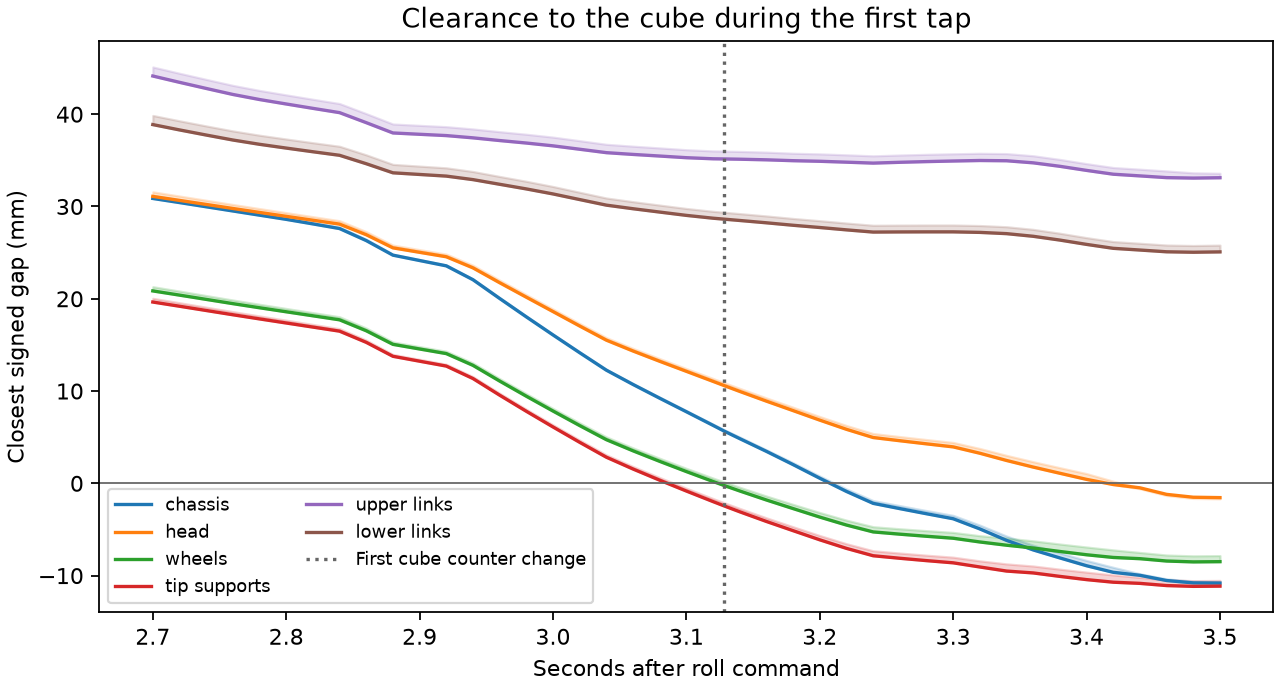 Clearance to the cube during the first tap
Closest signed gap (mm)
40
30
20
10
0
−10
chassis
head
wheels
tip supports
upper links
lower links
First cube counter change
2.7 2.8 2.9 3.0 3.1 3.2 3.3 3.4 3.5
Seconds after roll command